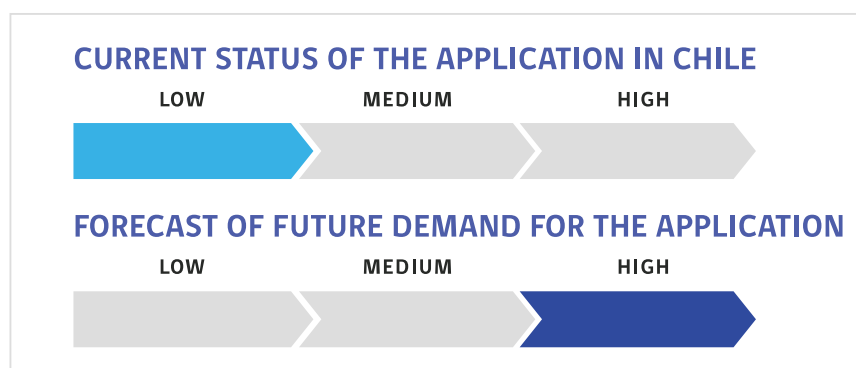 CURRENT STATUS OF THE APPLICATION IN CHILE
LOW MEDIUM HIGH
FORECAST OF FUTURE DEMAND FOR THE APPLICATION
LOW MEDIUM HIGH